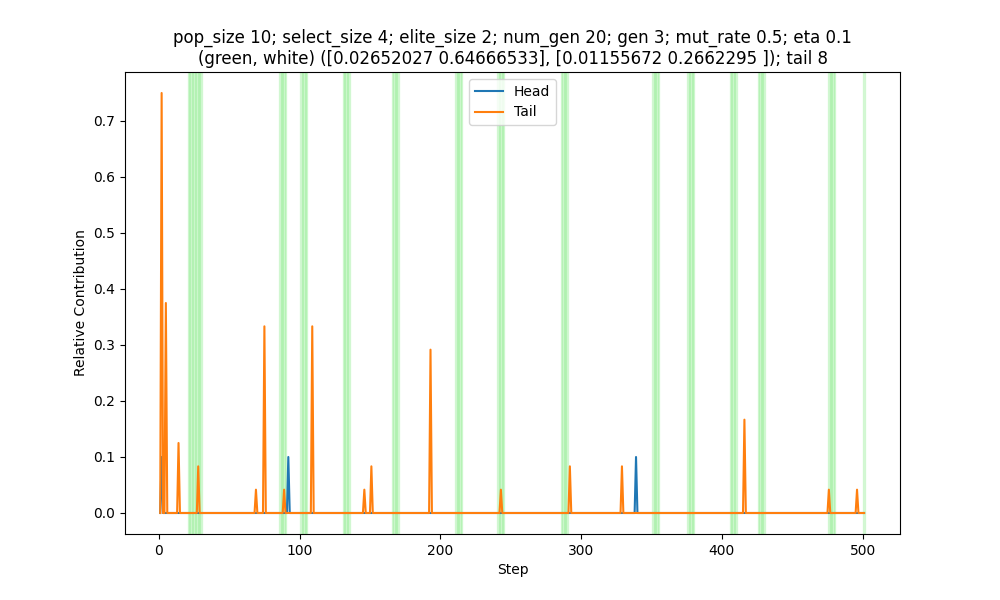 pop_size 10; select_size 4; elite_size 2; num_gen 20; gen 3; mut_rate 0.5; eta 0.1
(green, white) ([0.02652027 0.64666533], [0.01155672 0.2662295 ]); tail 8
Head
Tail
0.7
0.6
0.5
0.4
0.3
0.2
0.1
0.0
Relative Contribution
0
100
200
300
400
500
Step